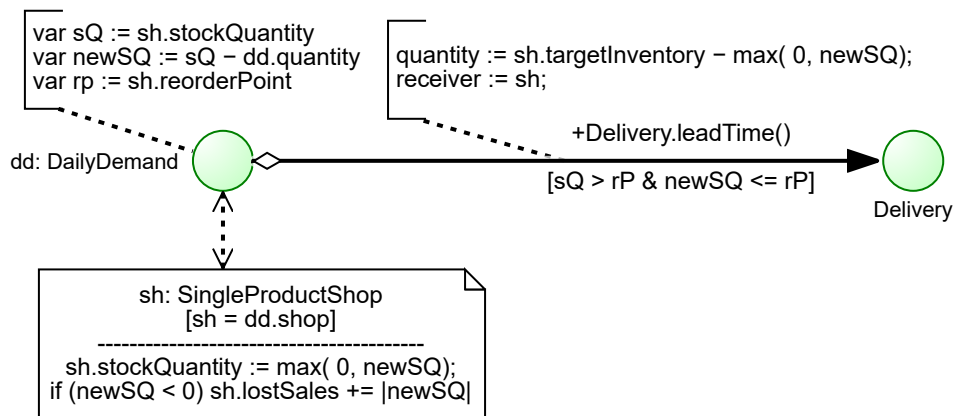 var sQ := sh.stockQuantity
var newSQ := sQ − dd.quantity
var rp := sh.reorderPoint
quantity := sh.targetInventory − max( 0, newSQ);
receiver := sh;
+Delivery.leadTime()
dd: DailyDemand
[sQ > rP & newSQ <= rP]
Delivery
sh: SingleProductShop
[sh = dd.shop]
---------------------------------------------
sh.stockQuantity := max( 0, newSQ);
if (newSQ < 0) sh.lostSales += |newSQ|